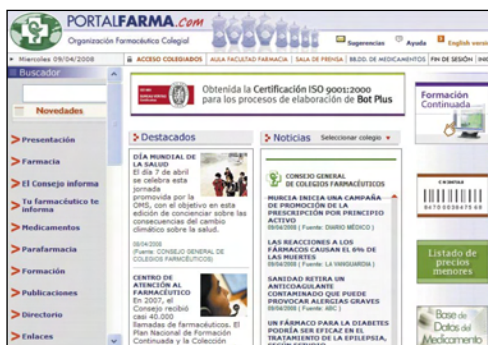 PORTALFARMA.com
Organización Farmacéutica Colegial
Sugerencias Ayuda English versi
Miercoles 09/04/2008
ACCESO COLEGIADOS AULA FACULTAD FARMACIA SALA DE PRENSA BB.DD. DE MEDICAMENTOS FIN DE SESIÓN
Buscador
Novedades
Presentación
Farmacia
El Consejo informa
Tu farmacéutico te
informa
Medicamentos
Parafarmacia
Formación
Publicaciones
Directorio
Enlaces
Obtenida la Certificación ISO 9001:2000
para los procesos de elaboración de Bot Plus
Destacados
DÍA MUNDIAL DE
LA SALUD
El día 7 de abril
se celebra esta
jornada
promovida por la
OMS, con el objetivo en esta
edición de concienciar sobre las
consecuencias del cambio
climático sobre la salud.
09/04/2008
(Fuente: CONSEJO GENERAL DE
COLEGIOS FARMACÉUTICOS)
CENTRO DE
ATENCIÓN AL
FARMACÉUTICO
En 2007, el
Consejo recibió
casi 40.000
llamadas de farmacéuticos. El
Plan Nacional de Formación
Continuada y la Colección
Noticias Seleccionar colegio
CONSEJO GENERAL
DE COLEGIOS FARMACÉUTICOS
MURCIA INICIA UNA CAMPAÑA
DE PROMOCIÓN DE LA
PRESCRIPCIÓN POR PRINCIPIO
ACTIVO
09/04/2008 ( Fuente: DIARIO MÉDICO )
LAS REACCIONES A LOS
FÁRMACOS CAUSAN EL 6% DE
LAS MUERTES
09/04/2008 ( Fuente: LA VANGUARDIA )
SANIDAD RETIRA UN
ANTICOAGULANTE
CONTAMINADO QUE PUEDE
PROVOCAR ALERGIAS GRAVES
09/04/2008 ( Fuente: ABC )
UN FÁRMACO PARA LA DIABETES
PODRÍA SER EFICAZ EN EL
TRATAMIENTO DE LA EPILEPSIA,
SEGÚN ESTUDIO
Formación
Continuada
Listado de
precios
menores
Base de
Datos del
Medicamento